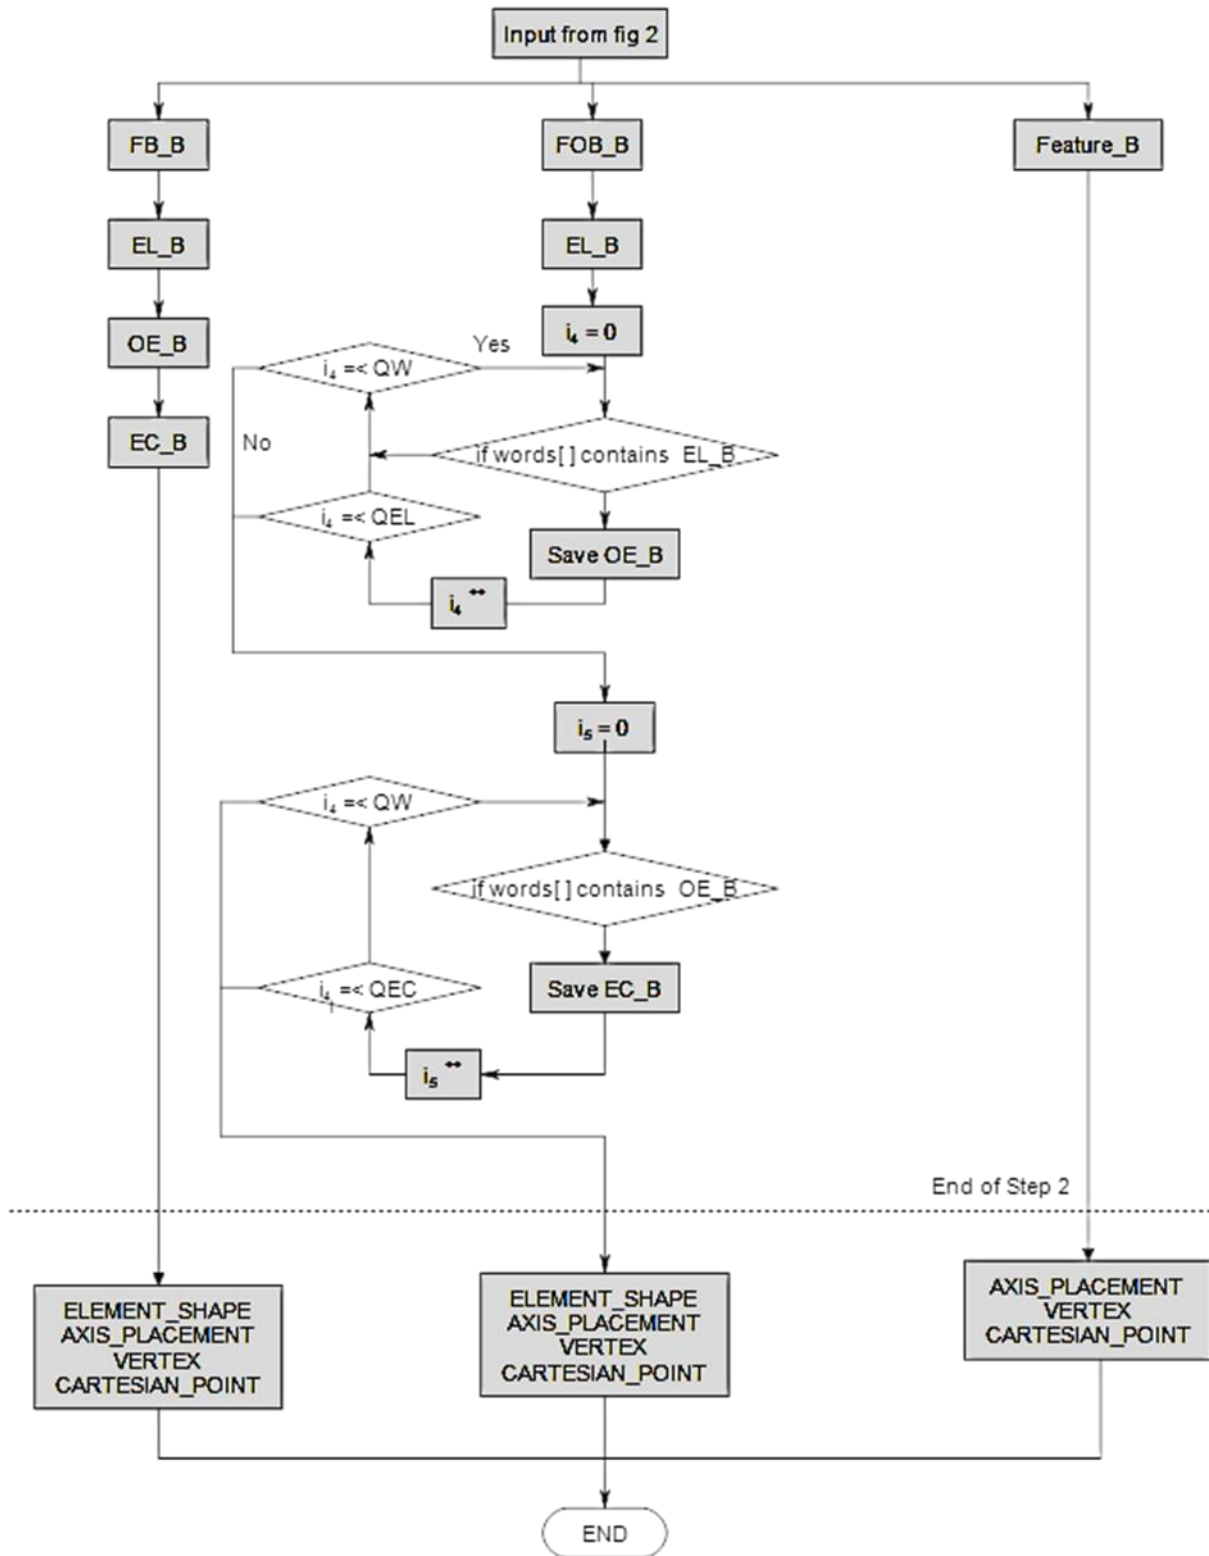 Input from fig 2
FB_B
FOB_B
Feature_B
EL_B
EL_B
OE_B
i₄ = 0
Yes
i₄ =< QW
EC_B
No
if words[ ] contains EL_B
i₄ =< QEL
Save OE_B
i₄ ++
i₅ = 0
i₄ =< QW
if words[ ] contains OE_B
i₄ =< QEC
Save EC_B
i₅ ++
End of Step 2
ELEMENT_SHAPE
AXIS_PLACEMENT
VERTEX
CARTESIAN_POINT
ELEMENT_SHAPE
AXIS_PLACEMENT
VERTEX
CARTESIAN_POINT
AXIS_PLACEMENT
VERTEX
CARTESIAN_POINT
END